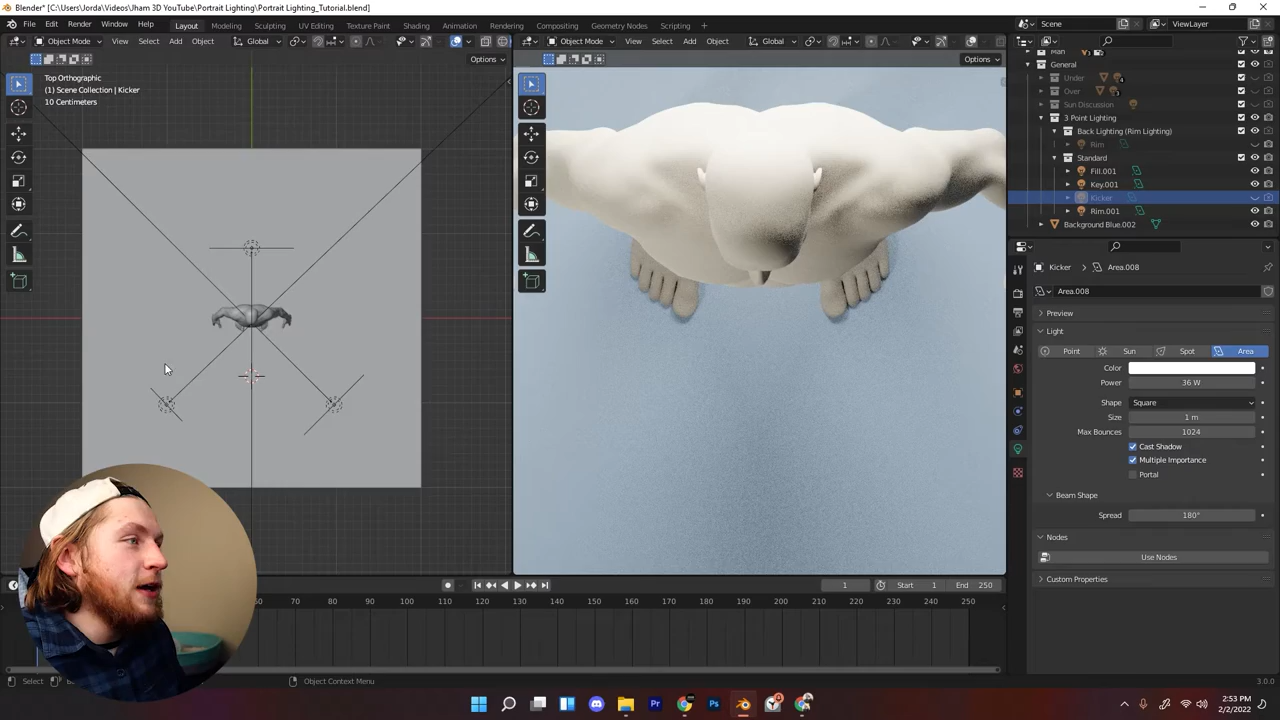 Blender* [C:\Users\Jorda\Videos\Jham 3D YouTube\Portrait Lighting\Portrait Lighting_Tutorial.blend]
File Edit Render Window Help Layout Modeling Sculpting UV Editing Texture Paint Shading Animation Rendering Compositing Geometry Nodes Scripting + Scene ViewLayer
Object Mode View Select Add Object Global Object Mode View Select Add Object Global
Options Options
Top Orthographic
(1) Scene Collection | Kicker
10 Centimeters
Man
General
Under
Over
Sun Discussion
3 Point Lighting
Back Lighting (Rim Lighting)
Rim
Standard
Fill.001
Key.001
Kicker
Rim.001
Background Blue.002
Kicker Area.008
Area.008
Preview
Light
Point Sun Spot Area
Color
Power 36 W
Shape Square
Size 1 m
Max Bounces 1024
Cast Shadow
Multiple Importance
Portal
Beam Shape
Spread 180°
Nodes
Use Nodes
Custom Properties
1 Start 1 End 250
60 70 80 90 100 110 120 130 140 150 160 170 180 190 200 210 220 230 240 250
Select Object Context Menu 3.0.0
2:53 PM
2/2/2022